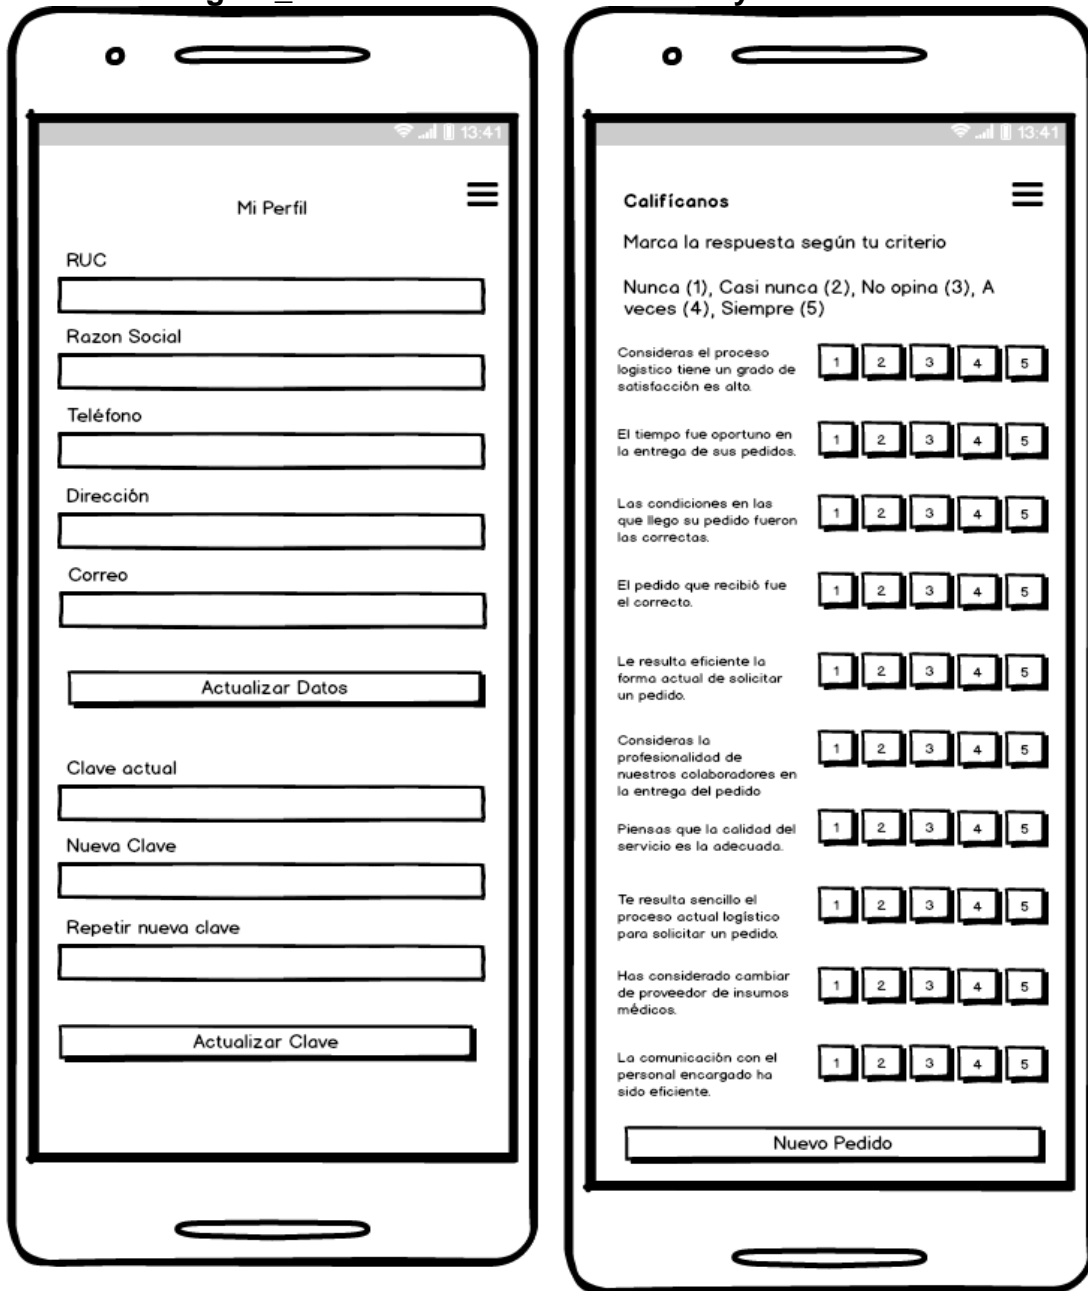 13:41
Mi Perfil
RUC
Razon Social
Teléfono
Dirección
Correo
Actualizar Datos
Clave actual
Nueva Clave
Repetir nueva clave
Actualizar Clave
13:41
Califícanos
Marca la respuesta según tu criterio
Nunca (1), Casi nunca (2), No opina (3), A
veces (4), Siempre (5)
Consideras el proceso
logistico tiene un grado de
satisfacción es alto.
1 2 3 4 5
El tiempo fue oportuno en
la entrega de sus pedidos.
1 2 3 4 5
Las condiciones en las
que llego su pedido fueron
las correctas.
1 2 3 4 5
El pedido que recibió fue
el correcto.
1 2 3 4 5
Le resulta eficiente la
forma actual de solicitar
un pedido.
1 2 3 4 5
Consideras la
profesionalidad de
nuestros colaboradores en
la entrega del pedido
1 2 3 4 5
Piensas que la calidad del
servicio es la adecuada.
1 2 3 4 5
Te resulta sencillo el
proceso actual logístico
para solicitar un pedido.
1 2 3 4 5
Has considerado cambiar
de proveedor de insumos
médicos.
1 2 3 4 5
La comunicación con el
personal encargado ha
sido eficiente.
1 2 3 4 5
Nuevo Pedido